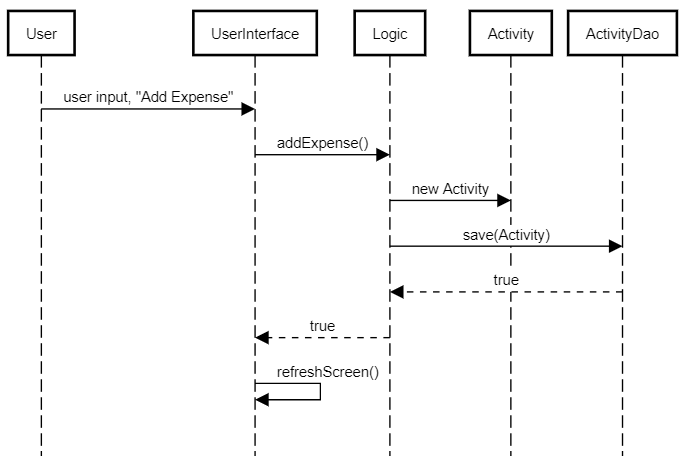 User
UserInterface
Logic
Activity
ActivityDao
user input, "Add Expense"
addExpense()
new Activity
save(Activity)
true
true
refreshScreen()